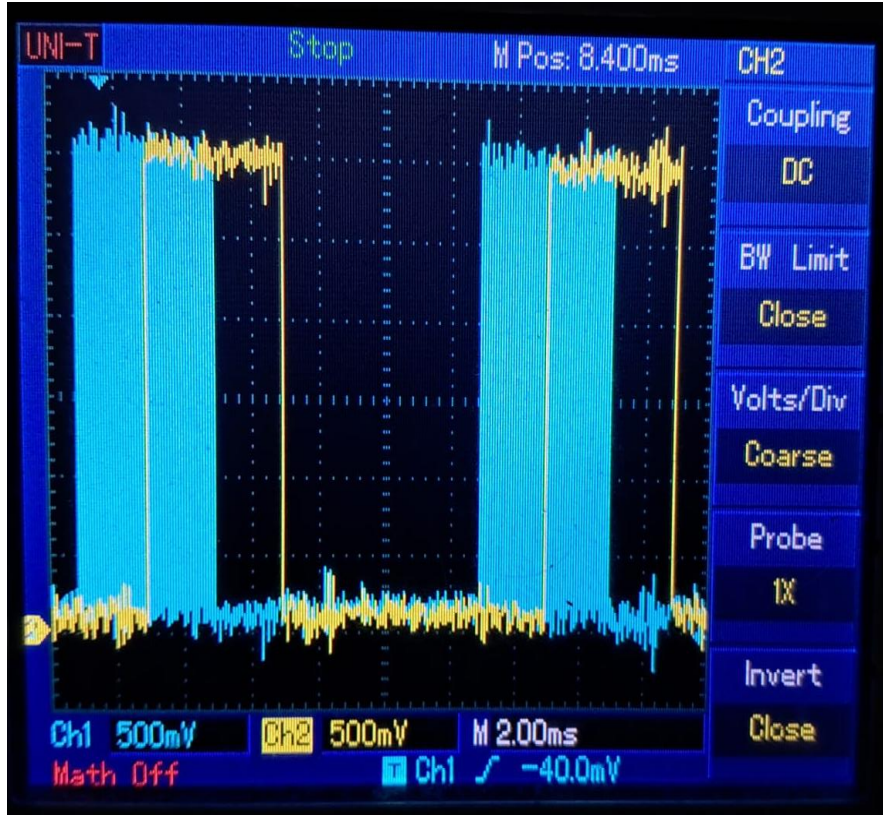 UNI-T Stop M Pos: 8.400ms CH2
Coupling
DC
BW Limit
Close
Volts/Div
Coarse
Probe
1X
Invert
Close
Ch1 500mV Ch2 500mV M 2.00ms
Math Off T Ch1 -40.0mV